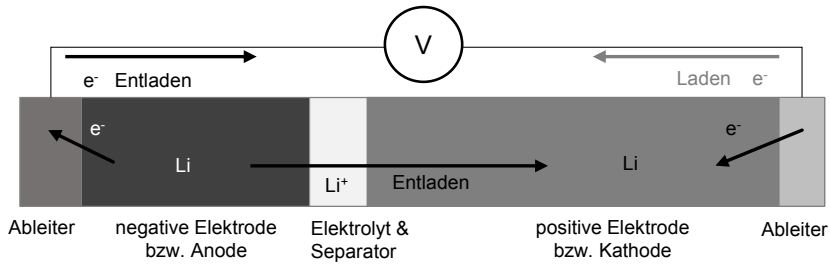 V
e- Entladen
Laden e-
e-
e-
Li
Li+
Entladen
Li
Ableiter
negative Elektrode
bzw. Anode
Elektrolyt &
Separator
positive Elektrode
bzw. Kathode
Ableiter